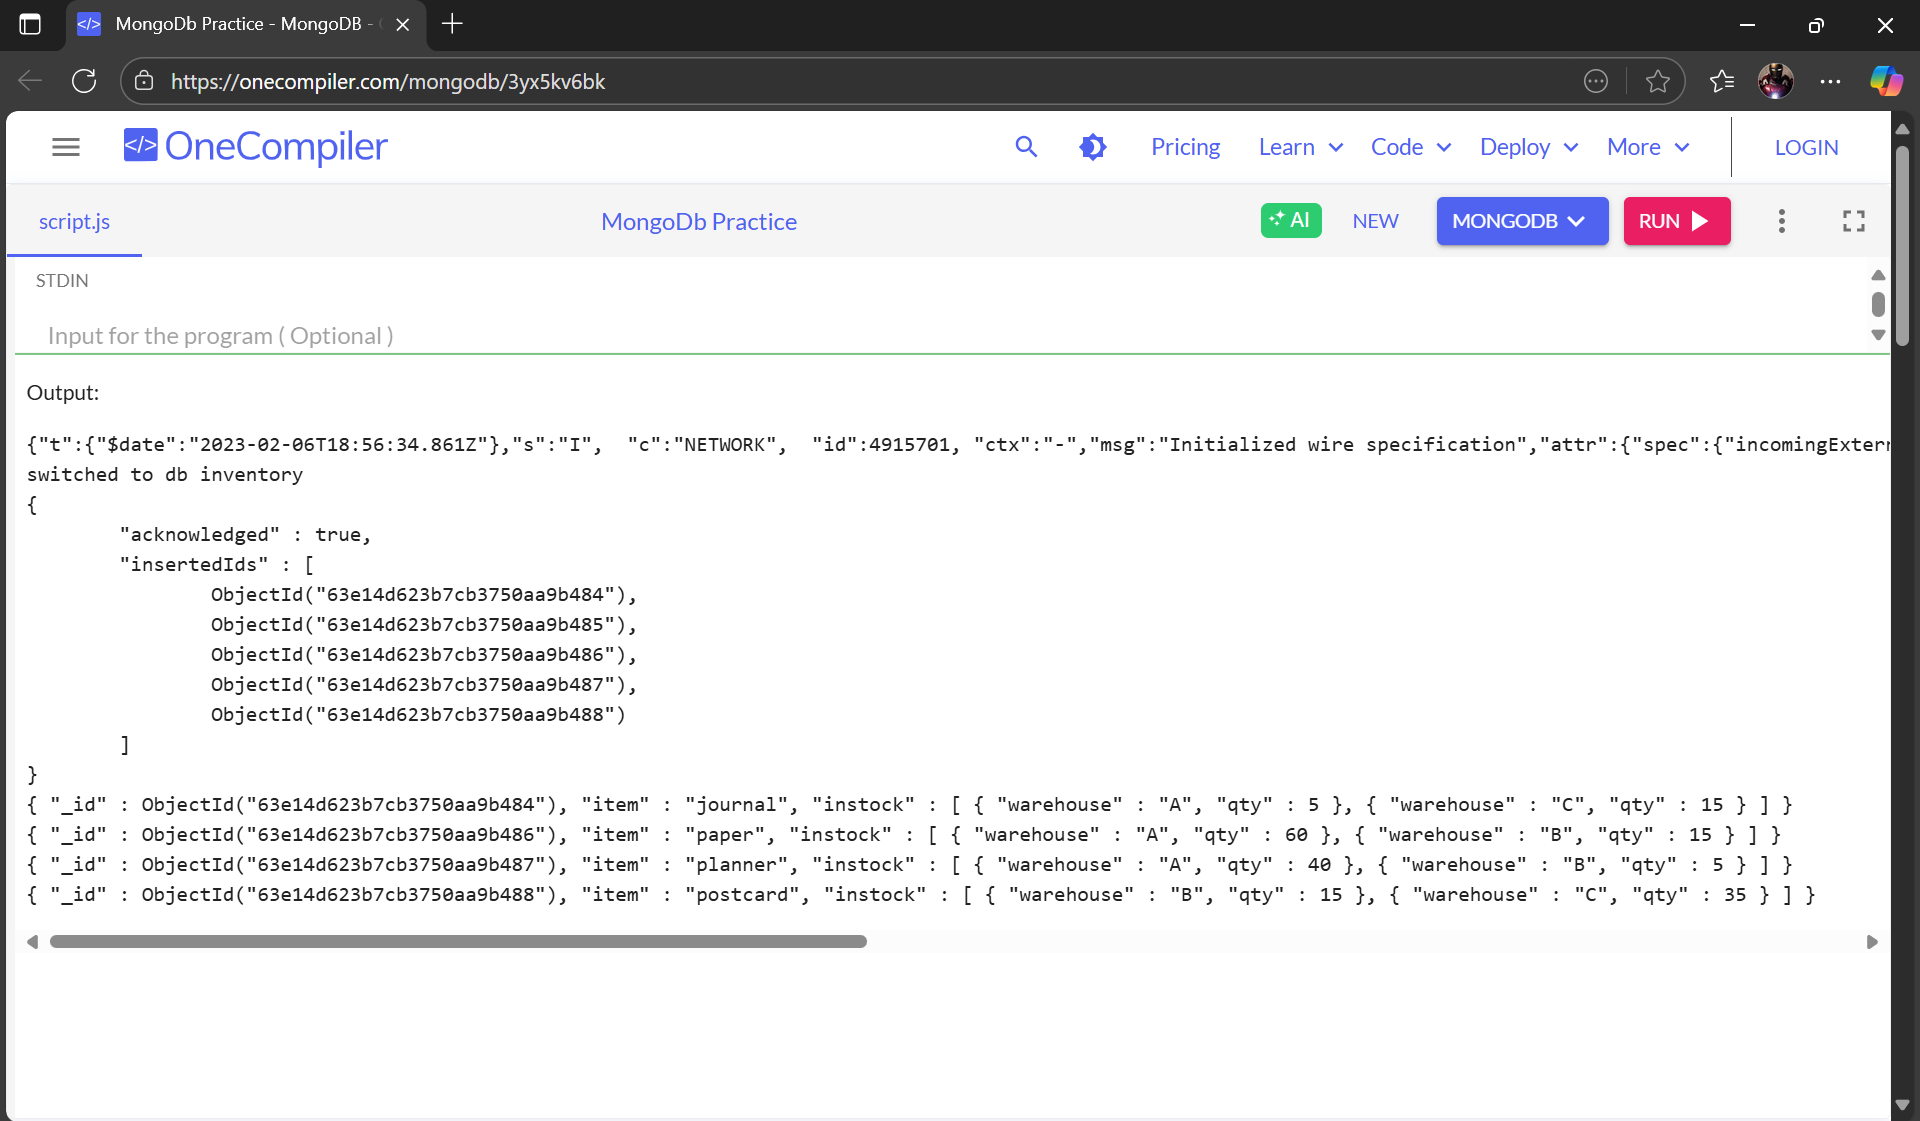 MongoDb Practice - MongoDB -
https://onecompiler.com/mongodb/3yx5kv6bk
</> OneCompiler
Pricing
Learn
Code
Deploy
More
LOGIN
script.js
MongoDb Practice
AI
NEW
MONGODB
RUN
STDIN
Input for the program ( Optional )
Output:
{"t":{"$date":"2023-02-06T18:56:34.861Z"},"s":"I",  "c":"NETWORK",  "id":4915701, "ctx":"-","msg":"Initialized wire specification","attr":{"spec":{"incomingExterr
switched to db inventory
{
	"acknowledged" : true,
	"insertedIds" : [
		ObjectId("63e14d623b7cb3750aa9b484"),
		ObjectId("63e14d623b7cb3750aa9b485"),
		ObjectId("63e14d623b7cb3750aa9b486"),
		ObjectId("63e14d623b7cb3750aa9b487"),
		ObjectId("63e14d623b7cb3750aa9b488")
	]
}
{ "_id" : ObjectId("63e14d623b7cb3750aa9b484"), "item" : "journal", "instock" : [ { "warehouse" : "A", "qty" : 5 }, { "warehouse" : "C", "qty" : 15 } ] }
{ "_id" : ObjectId("63e14d623b7cb3750aa9b486"), "item" : "paper", "instock" : [ { "warehouse" : "A", "qty" : 60 }, { "warehouse" : "B", "qty" : 15 } ] }
{ "_id" : ObjectId("63e14d623b7cb3750aa9b487"), "item" : "planner", "instock" : [ { "warehouse" : "A", "qty" : 40 }, { "warehouse" : "B", "qty" : 5 } ] }
{ "_id" : ObjectId("63e14d623b7cb3750aa9b488"), "item" : "postcard", "instock" : [ { "warehouse" : "B", "qty" : 15 }, { "warehouse" : "C", "qty" : 35 } ] }